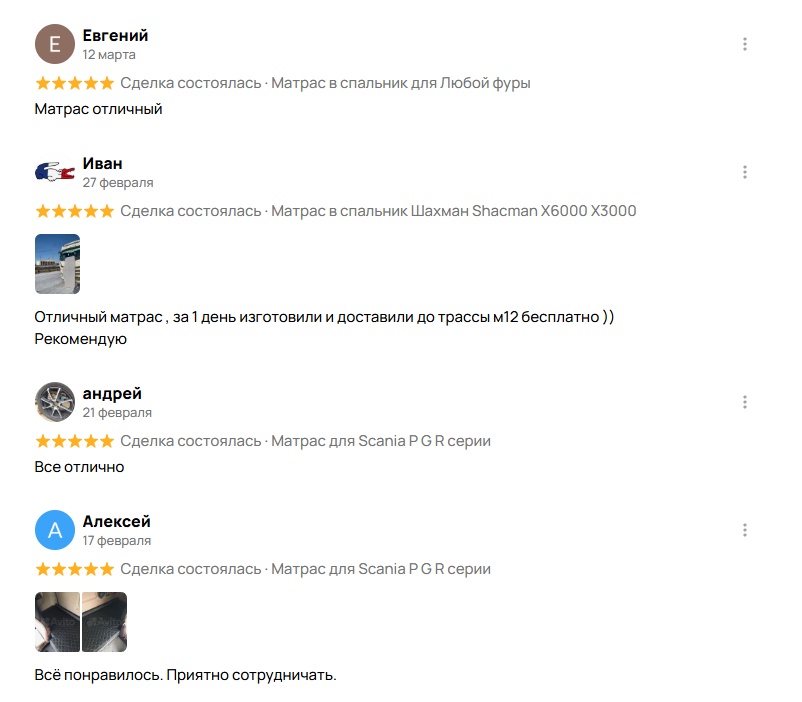 Е
Евгений
12 марта
Сделка состоялась · Матрас в спальник для Любой фуры
Матрас отличный
Иван
27 февраля
Сделка состоялась · Матрас в спальник Шахман Shacman X6000 X3000
Отличный матрас , за 1 день изготовили и доставили до трассы м12 бесплатно ))
Рекомендую
андрей
21 февраля
Сделка состоялась · Матрас для Scania P G R серии
Все отлично
А
Алексей
17 февраля
Сделка состоялась · Матрас для Scania P G R серии
Avito Avito
Всё понравилось. Приятно сотрудничать.